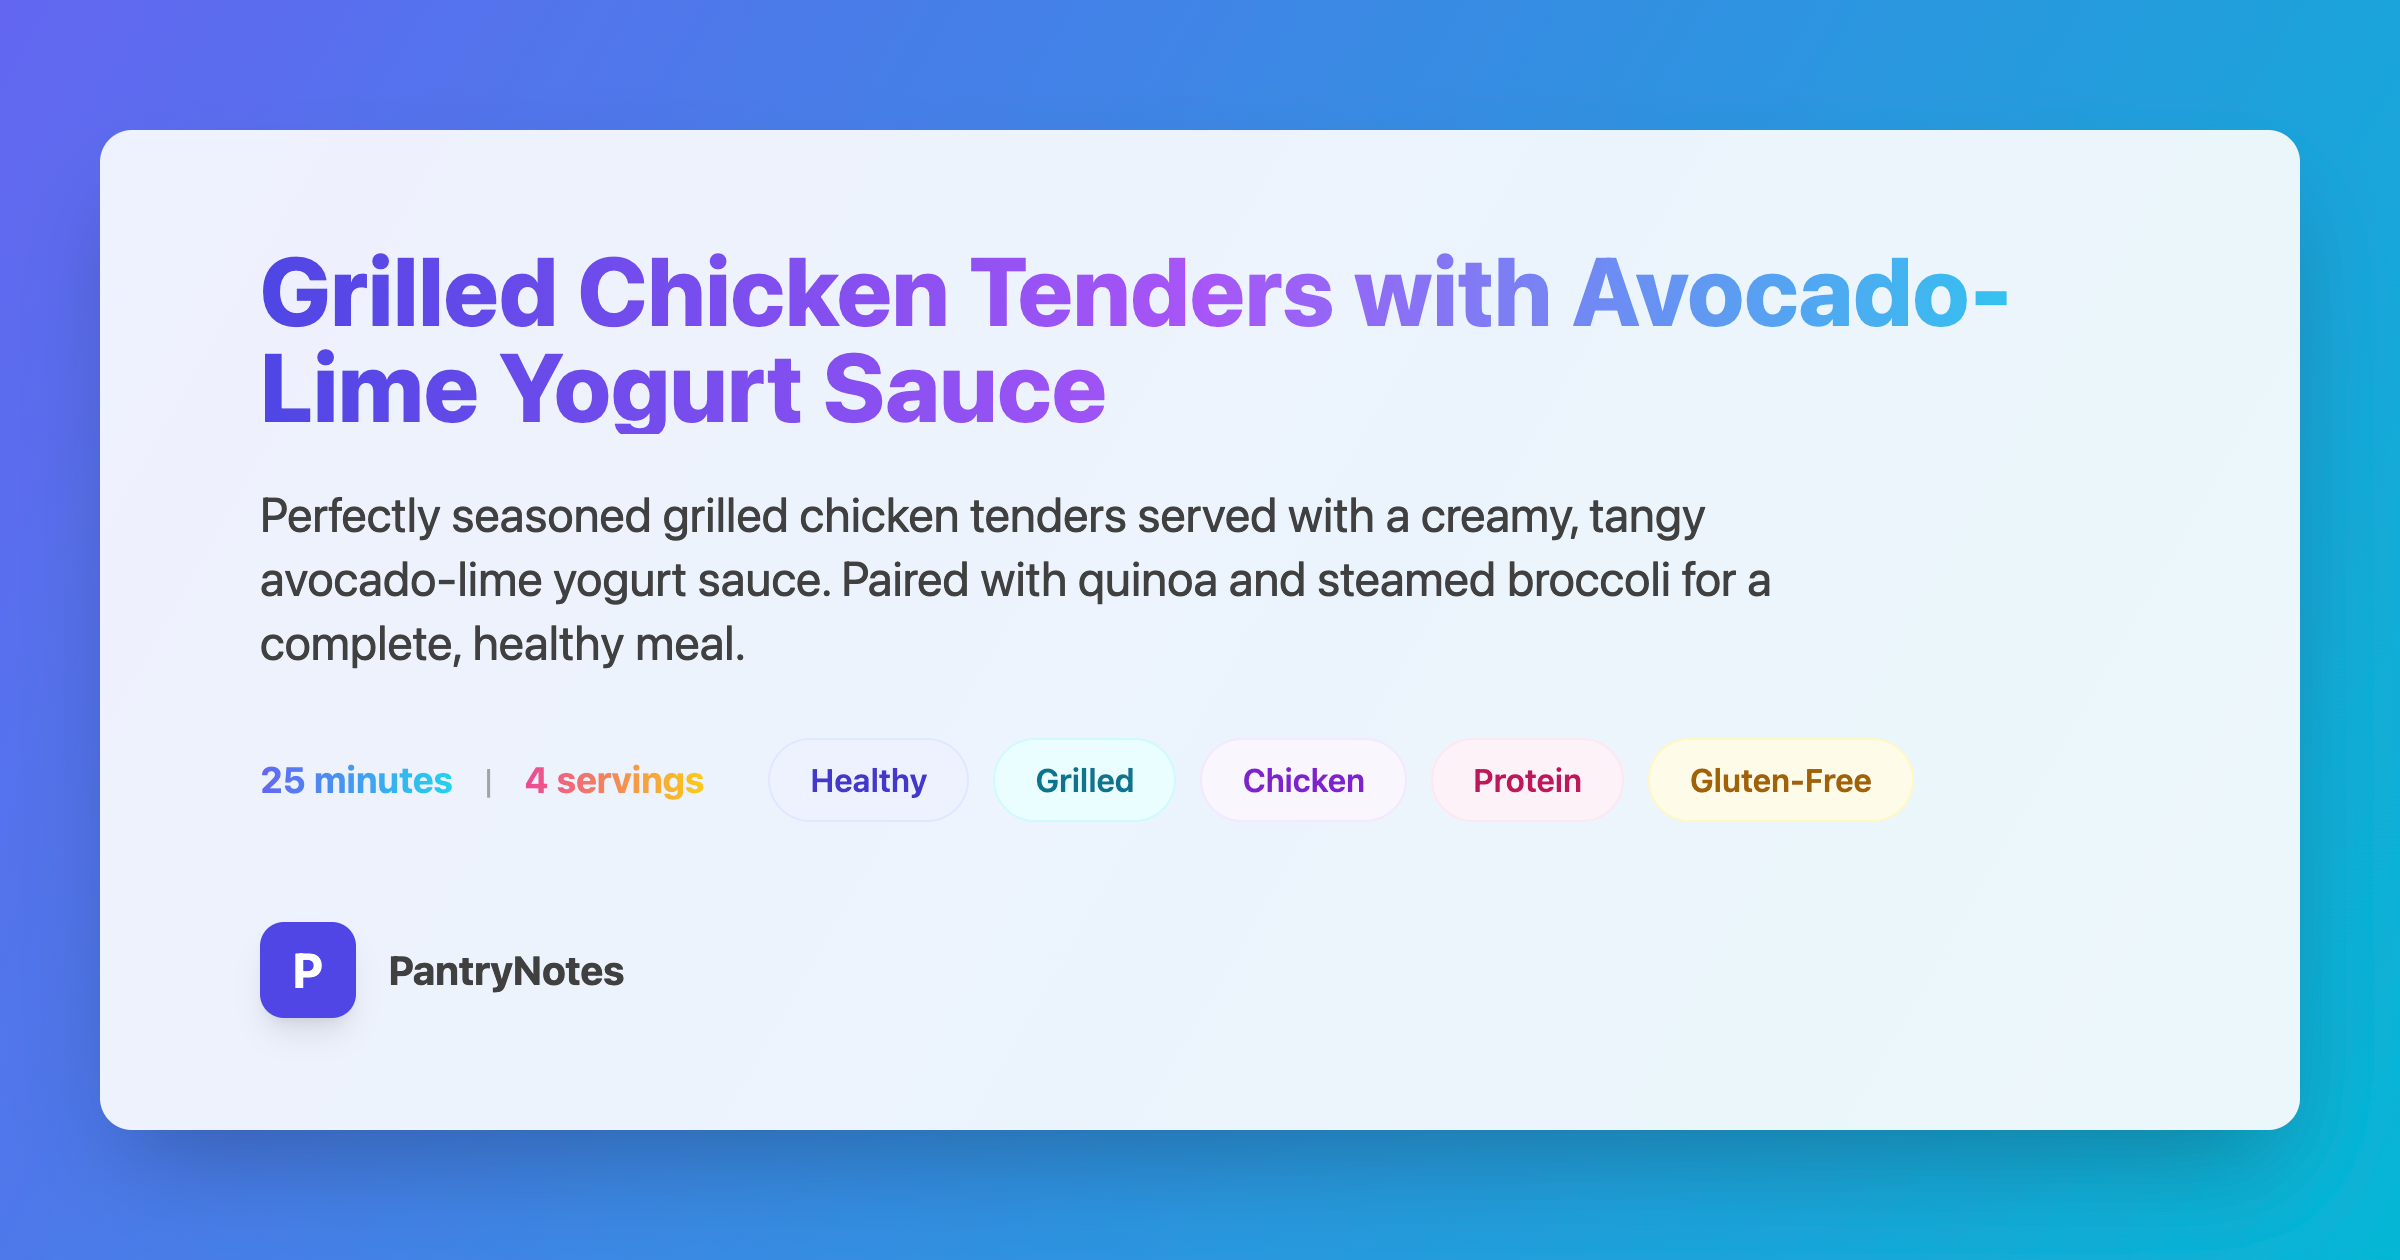 Grilled Chicken Tenders with Avocado-
Lime Yogurt Sauce
Perfectly seasoned grilled chicken tenders served with a creamy, tangy
avocado-lime yogurt sauce. Paired with quinoa and steamed broccoli for a
complete, healthy meal.
25 minutes | 4 servings Healthy Grilled Chicken Protein Gluten-Free
P PantryNotes